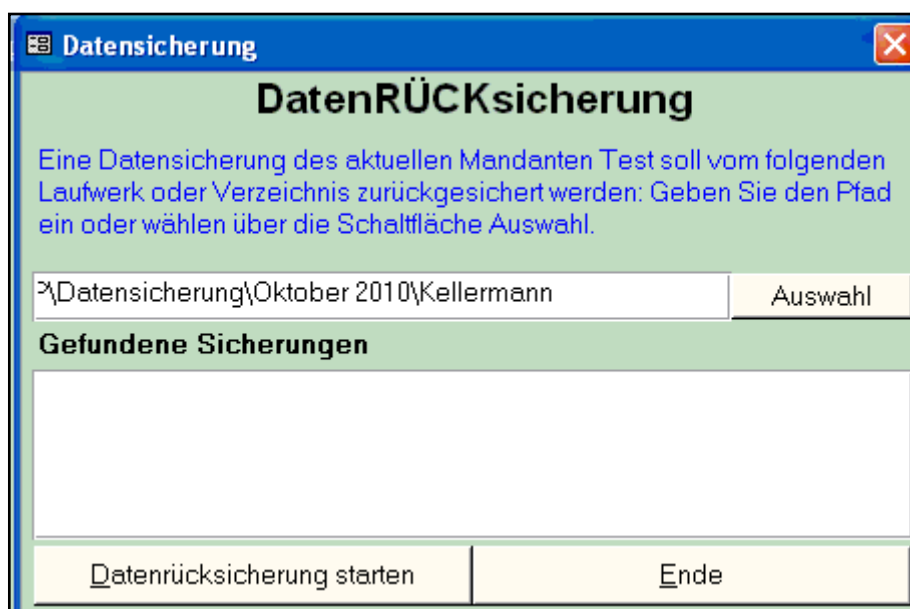 Datensicherung
DatenRÜCKsicherung
Eine Datensicherung des aktuellen Mandanten Test soll vom folgenden
Laufwerk oder Verzeichnis zurückgesichert werden: Geben Sie den Pfad
ein oder wählen über die Schaltfläche Auswahl.
\Datensicherung\Oktober 2010\Kellermann
Auswahl
Gefundene Sicherungen
Datenrücksicherung starten
Ende